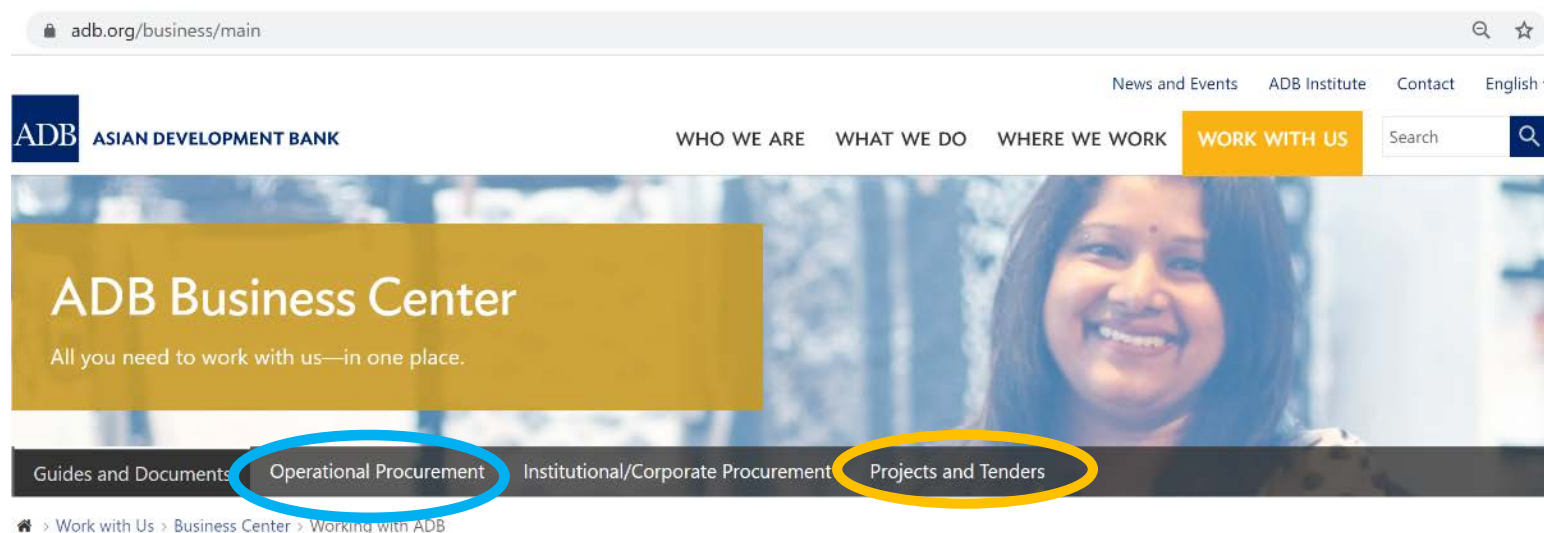 adb.org/business/main
News and Events ADB Institute Contact English
ADB ASIAN DEVELOPMENT BANK WHO WE ARE WHAT WE DO WHERE WE WORK WORK WITH US Search
ADB Business Center
All you need to work with us—in one place.
Guides and Documents Operational Procurement Institutional/Corporate Procurement Projects and Tenders
> Work with Us > Business Center > Working with ADB